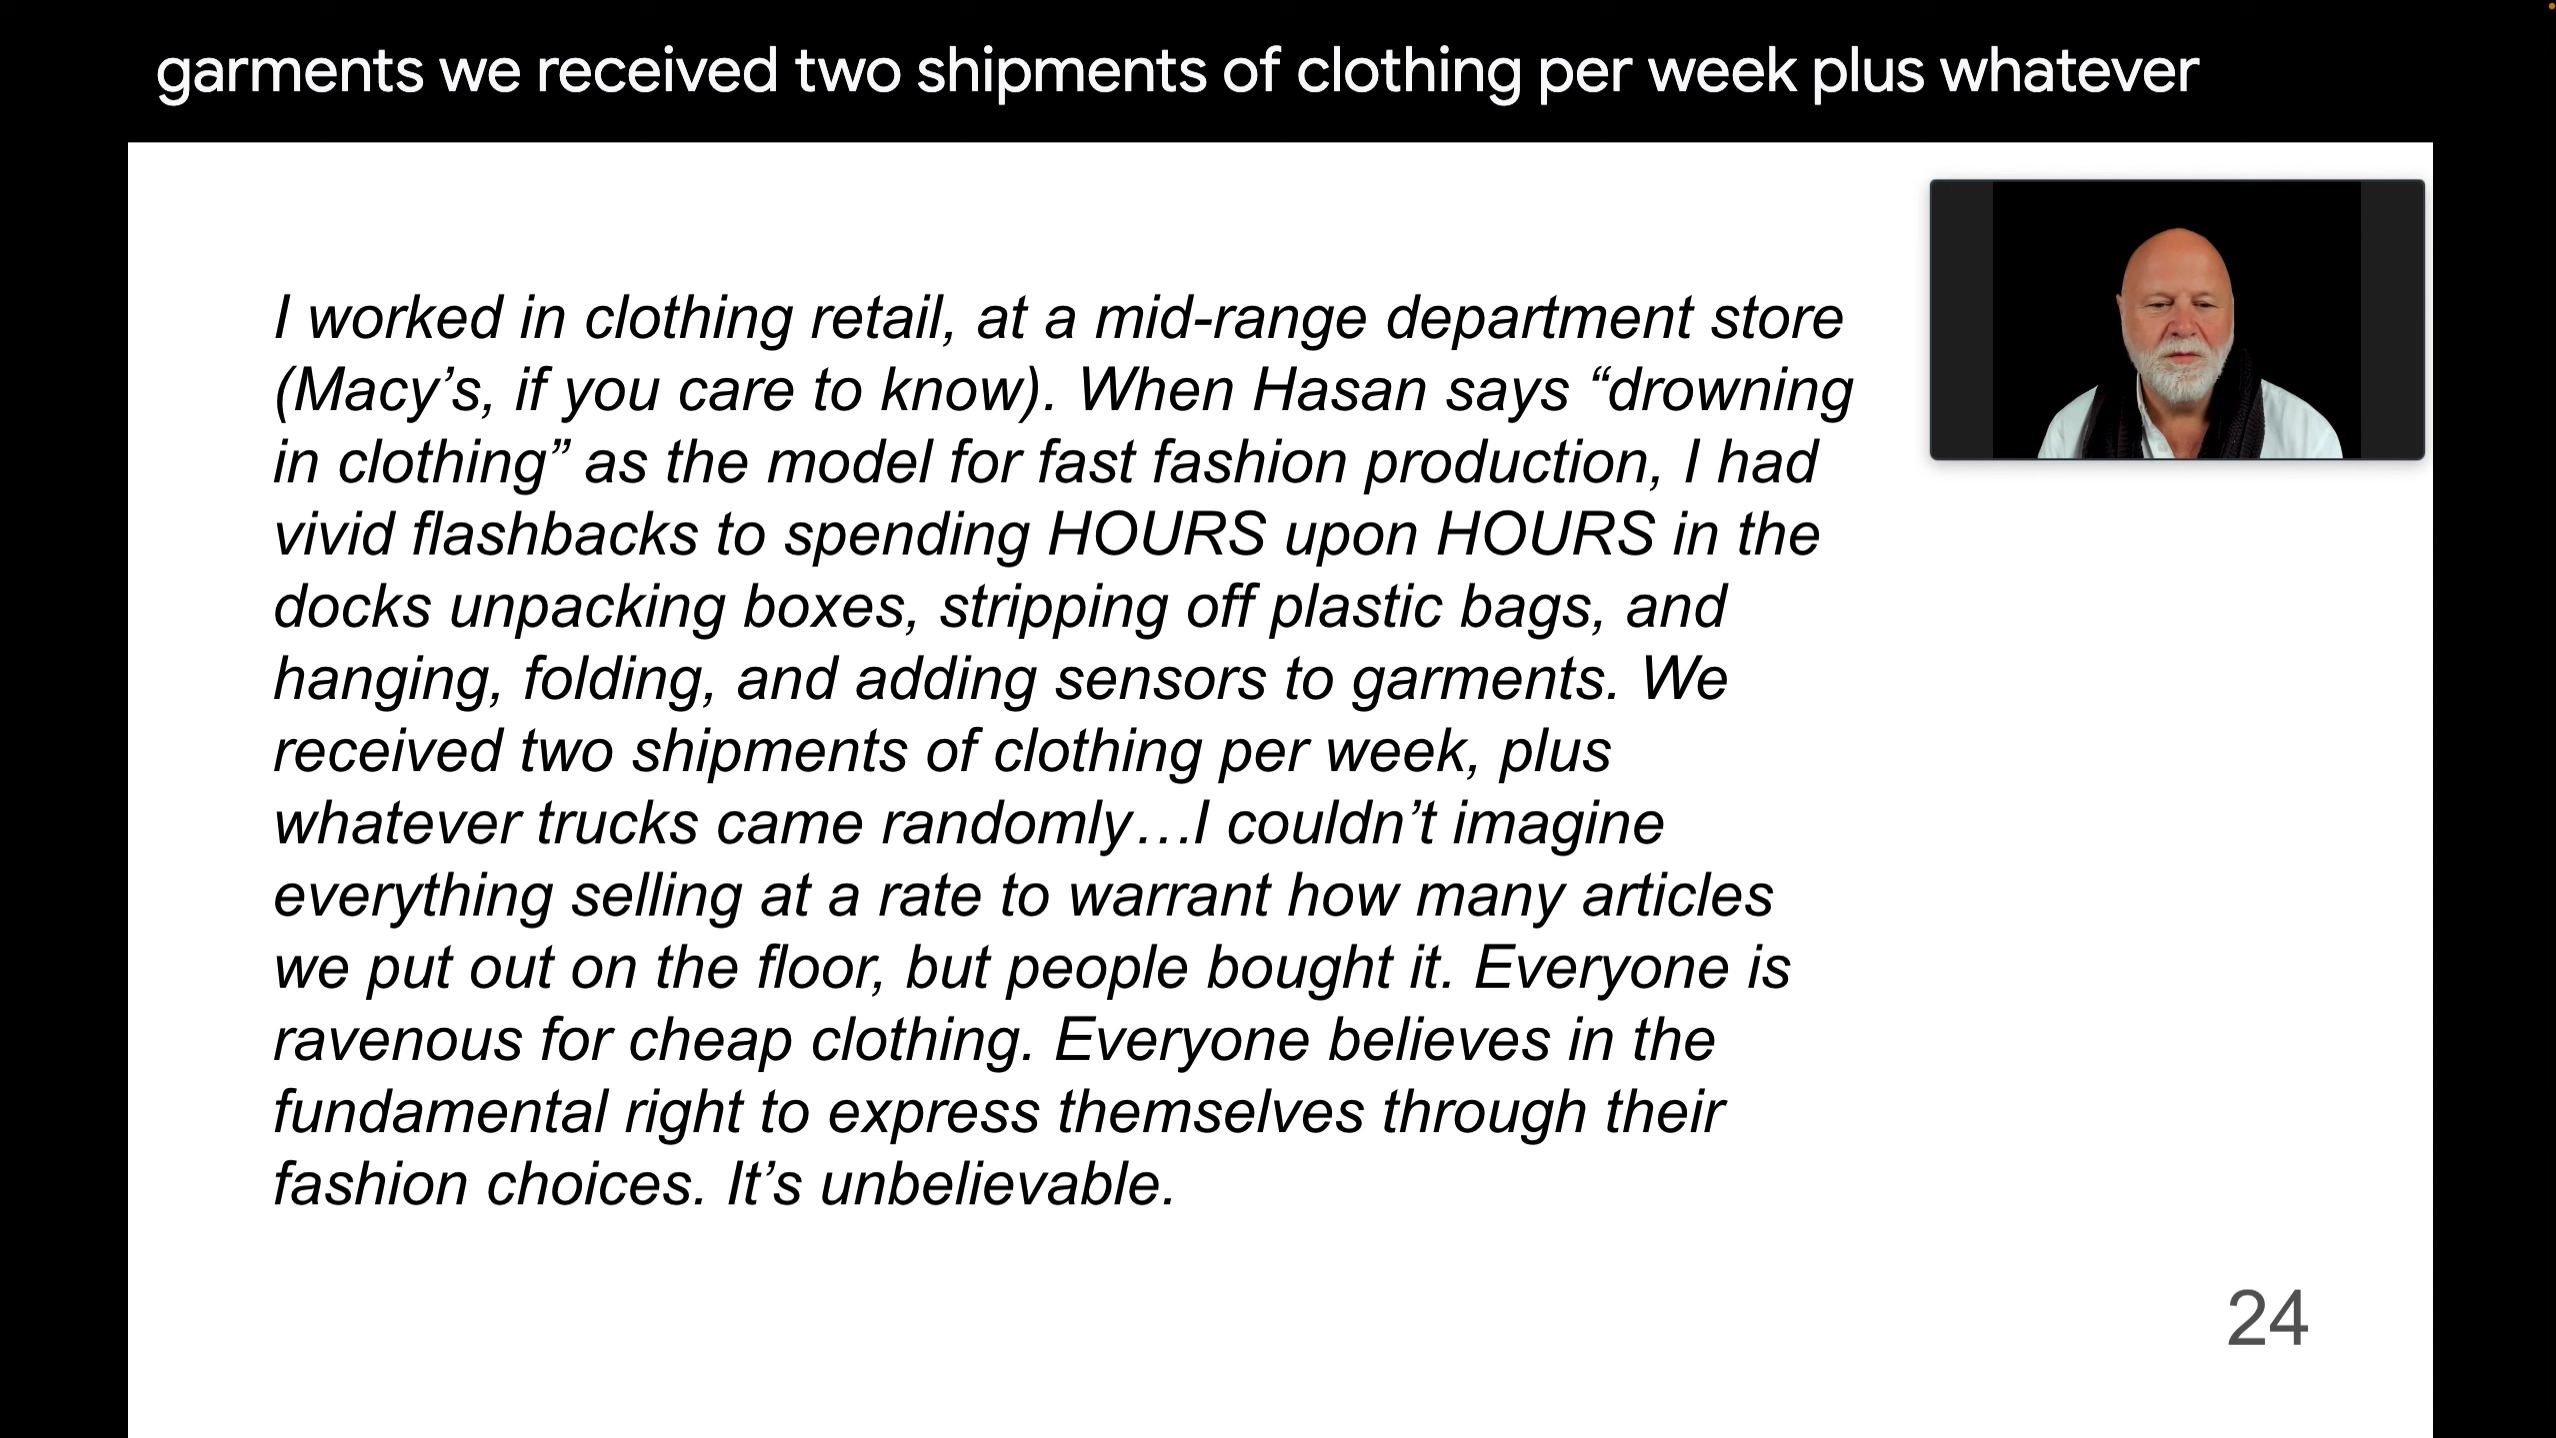 garments we received two shipments of clothing per week plus whatever
I worked in clothing retail, at a mid-range department store
(Macy’s, if you care to know). When Hasan says “drowning
in clothing” as the model for fast fashion production, I had
vivid flashbacks to spending HOURS upon HOURS in the
docks unpacking boxes, stripping off plastic bags, and
hanging, folding, and adding sensors to garments. We
received two shipments of clothing per week, plus
whatever trucks came randomly…I couldn’t imagine
everything selling at a rate to warrant how many articles
we put out on the floor, but people bought it. Everyone is
ravenous for cheap clothing. Everyone believes in the
fundamental right to express themselves through their
fashion choices. It’s unbelievable.
24